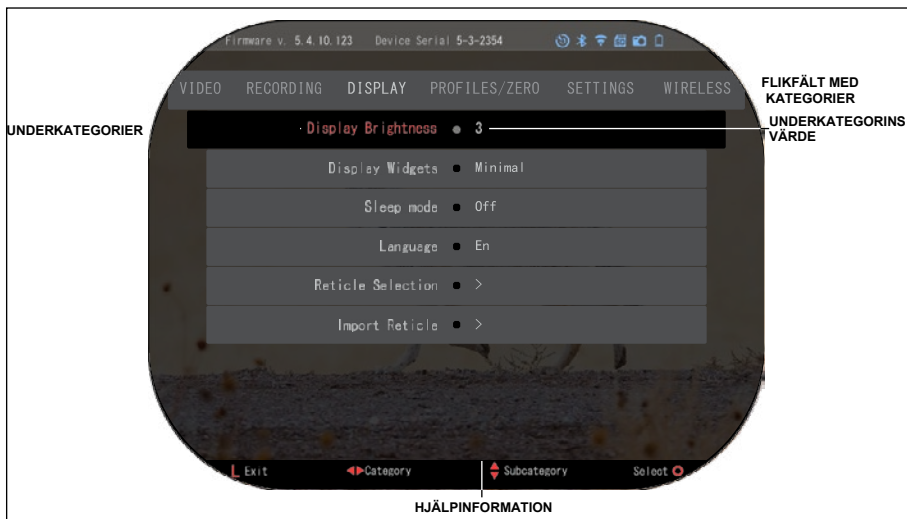 Firmware v. 5.4.10.123 Device Serial 5-3-2354
VIDEO RECORDING DISPLAY PROFILES/ZERO SETTINGS WIRELESS
FLIKFÄLT MED
KATEGORIER
UNDERKATEGORIER
Display Brightness 3
UNDERKATEGORINS
VÄRDE
Display Widgets Minimal
Sleep mode Off
Language En
Reticle Selection >
Import Reticle >
Exit Category Subcategory Select
HJÄLPINFORMATION